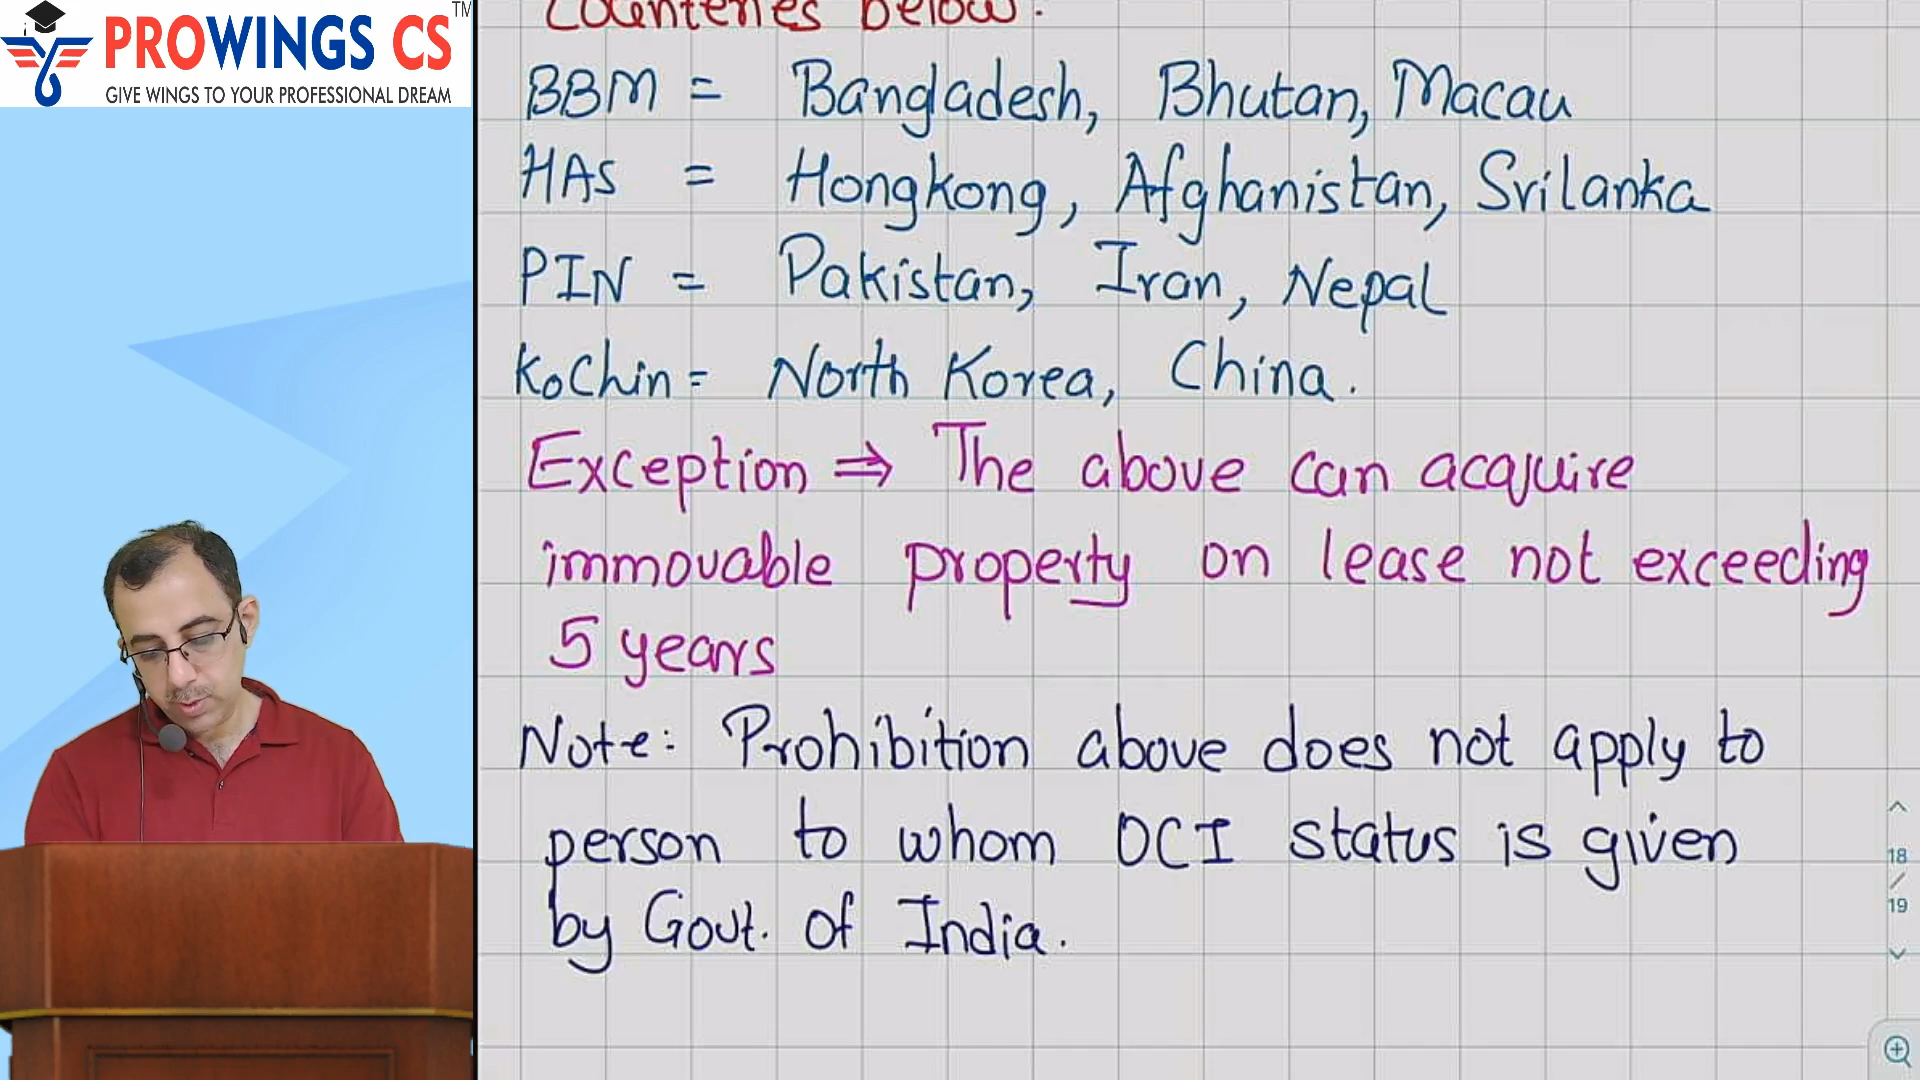 PROWINGS CS TM
GIVE WINGS TO YOUR PROFESSIONAL DREAM
Counteries below:
BBM = Bangladesh, Bhutan, Macau
HAS = Hongkong, Afghanistan, Srilanka
PIN = Pakistan, Iran, Nepal
KoChin = North Korea, China.
Exception ⇒ The above can acquire
immovable property on lease not exceeding
5 years
Note: Prohibition above does not apply to
person to whom OCI status is given
by Govt. of India.
18
/
19